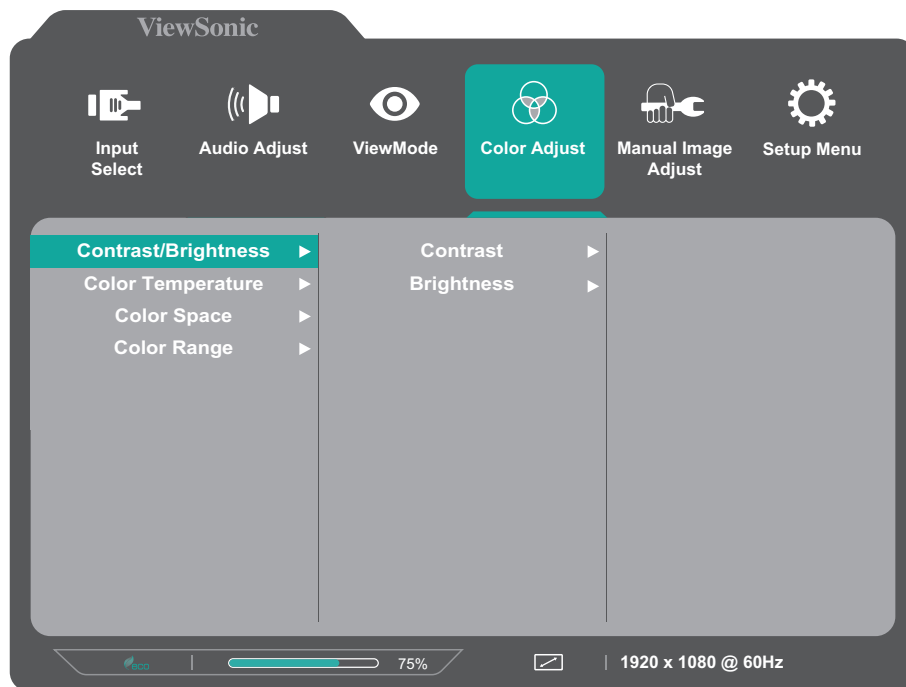 ViewSonic
Input
Select
Audio Adjust
ViewMode
Color Adjust
Manual Image
Adjust
Setup Menu
Contrast/Brightness
Color Temperature
Color Space
Color Range
Contrast
Brightness
ECO
75%
1920 x 1080 @ 60Hz